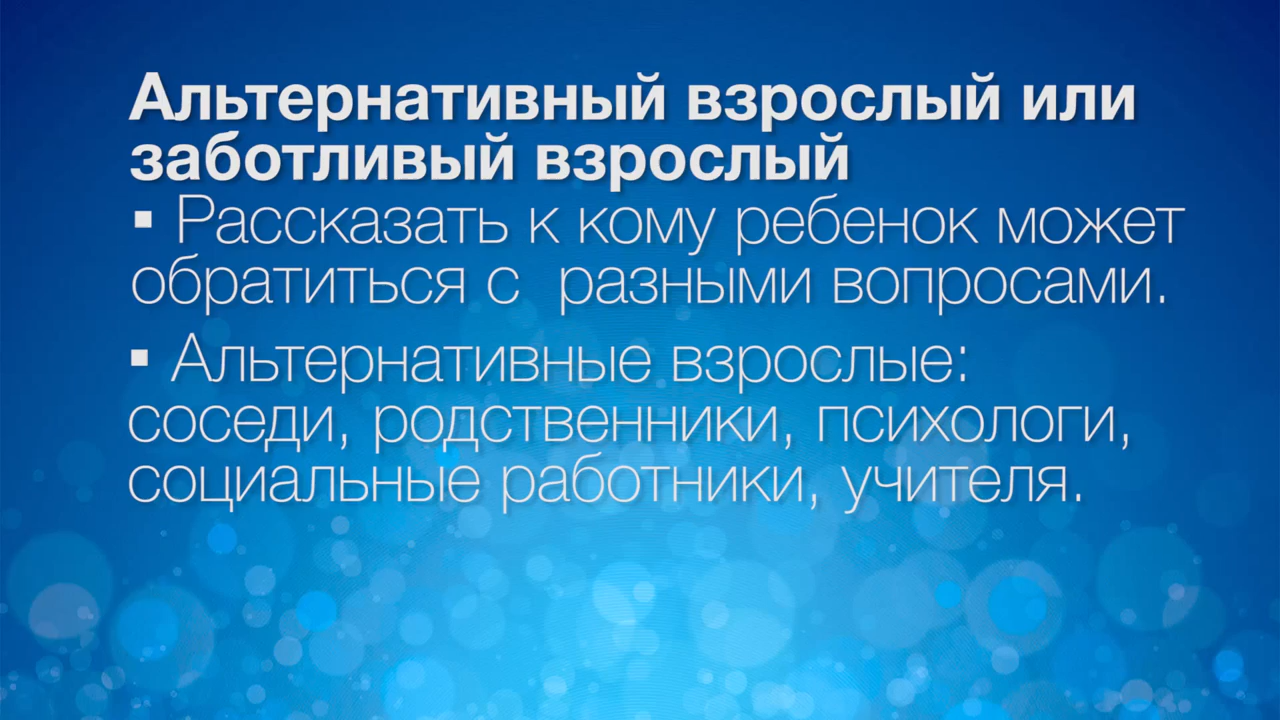 Альтернативный взрослый или
заботливый взрослый
▪ Рассказать к кому ребенок может
обратиться с  разными вопросами.
▪ Альтернативные взрослые:
соседи, родственники, психологи,
социальные работники, учителя.